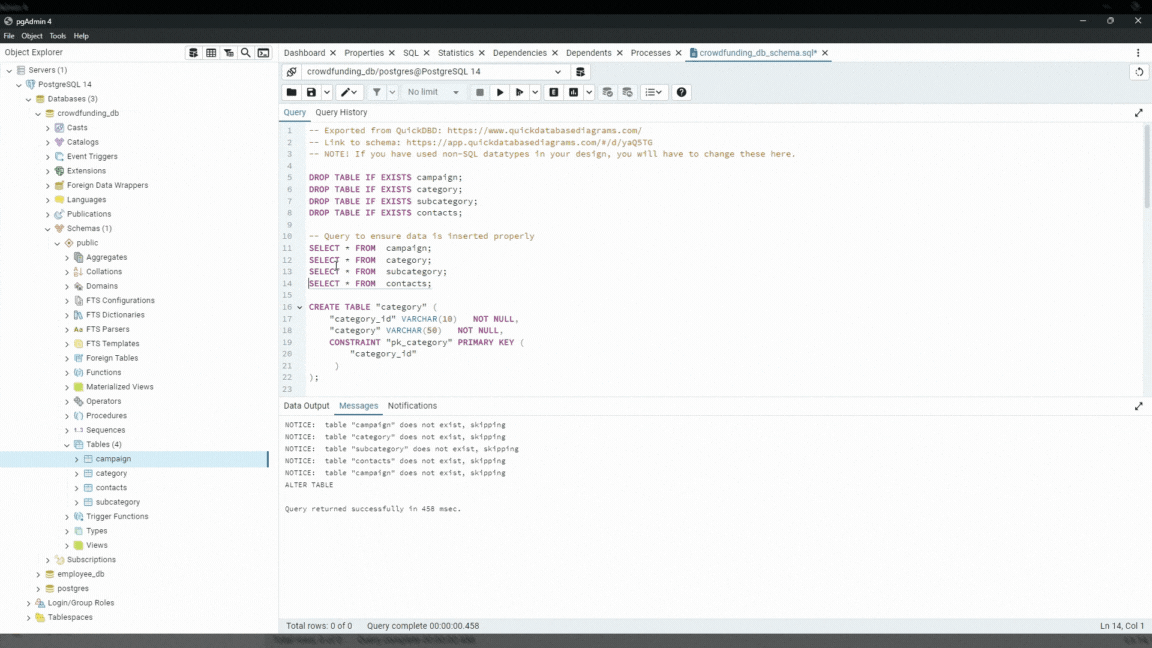 pgAdmin 4
File Object Tools Help
Object Explorer
Dashboard Properties SQL Statistics Dependencies Dependents Processes crowdfunding_db_schema.sql*
Servers (1)
PostgreSQL 14
Databases (3)
crowdfunding_db
Casts
Catalogs
Event Triggers
Extensions
Foreign Data Wrappers
Languages
Publications
Schemas (1)
public
Aggregates
Collations
Domains
FTS Configurations
FTS Dictionaries
FTS Parsers
FTS Templates
Foreign Tables
Functions
Materialized Views
Operators
Procedures
Sequences
Tables (4)
campaign
category
contacts
subcategory
Trigger Functions
Types
Views
Subscriptions
employee_db
postgres
Login/Group Roles
Tablespaces
crowdfunding_db/postgres@PostgreSQL 14
No limit
Query Query History
1 -- Exported from QuickDBD: https://www.quickdatabasediagrams.com/
2 -- Link to schema: https://app.quickdatabasediagrams.com/#/d/yaQ5TG
3 -- NOTE! If you have used non-SQL datatypes in your design, you will have to change these here.
4
5 DROP TABLE IF EXISTS campaign;
6 DROP TABLE IF EXISTS category;
7 DROP TABLE IF EXISTS subcategory;
8 DROP TABLE IF EXISTS contacts;
9
10 -- Query to ensure data is inserted properly
11 SELECT * FROM campaign;
12 SELECT * FROM category;
13 SELECT * FROM subcategory;
14 SELECT * FROM contacts;
15
16 CREATE TABLE "category" (
17 "category_id" VARCHAR(10) NOT NULL,
18 "category" VARCHAR(50) NOT NULL,
19 CONSTRAINT "pk_category" PRIMARY KEY (
20 "category_id"
21 )
22 );
23
Data Output Messages Notifications
NOTICE: table "campaign" does not exist, skipping
NOTICE: table "category" does not exist, skipping
NOTICE: table "subcategory" does not exist, skipping
NOTICE: table "contacts" does not exist, skipping
NOTICE: table "campaign" does not exist, skipping
ALTER TABLE
Query returned successfully in 458 msec.
Total rows: 0 of 0 Query complete 00:00:00.458
Ln 14, Col 1